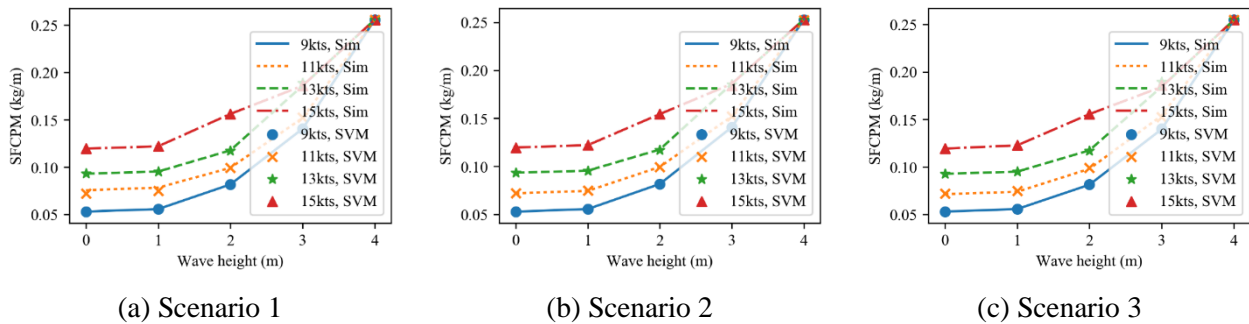 SFCPM (kg/m)
0.25
0.20
0.15
0.10
0.05
9kts, Sim
11kts, Sim
13kts, Sim
15kts, Sim
9kts, SVM
11kts, SVM
13kts, SVM
15kts, SVM
0 1 2 3 4
Wave height (m)
(a) Scenario 1
SFCPM (kg/m)
0.25
0.20
0.15
0.10
0.05
9kts, Sim
11kts, Sim
13kts, Sim
15kts, Sim
9kts, SVM
11kts, SVM
13kts, SVM
15kts, SVM
0 1 2 3 4
Wave height (m)
(b) Scenario 2
SFCPM (kg/m)
0.25
0.20
0.15
0.10
0.05
9kts, Sim
11kts, Sim
13kts, Sim
15kts, Sim
9kts, SVM
11kts, SVM
13kts, SVM
15kts, SVM
0 1 2 3 4
Wave height (m)
(c) Scenario 3